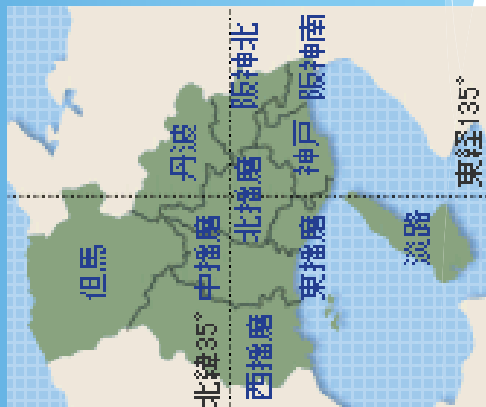 但馬
丹波
北緯35°
中播磨
西播磨
北播磨
阪神北
東播磨
神戸
阪神南
淡路
東経135°